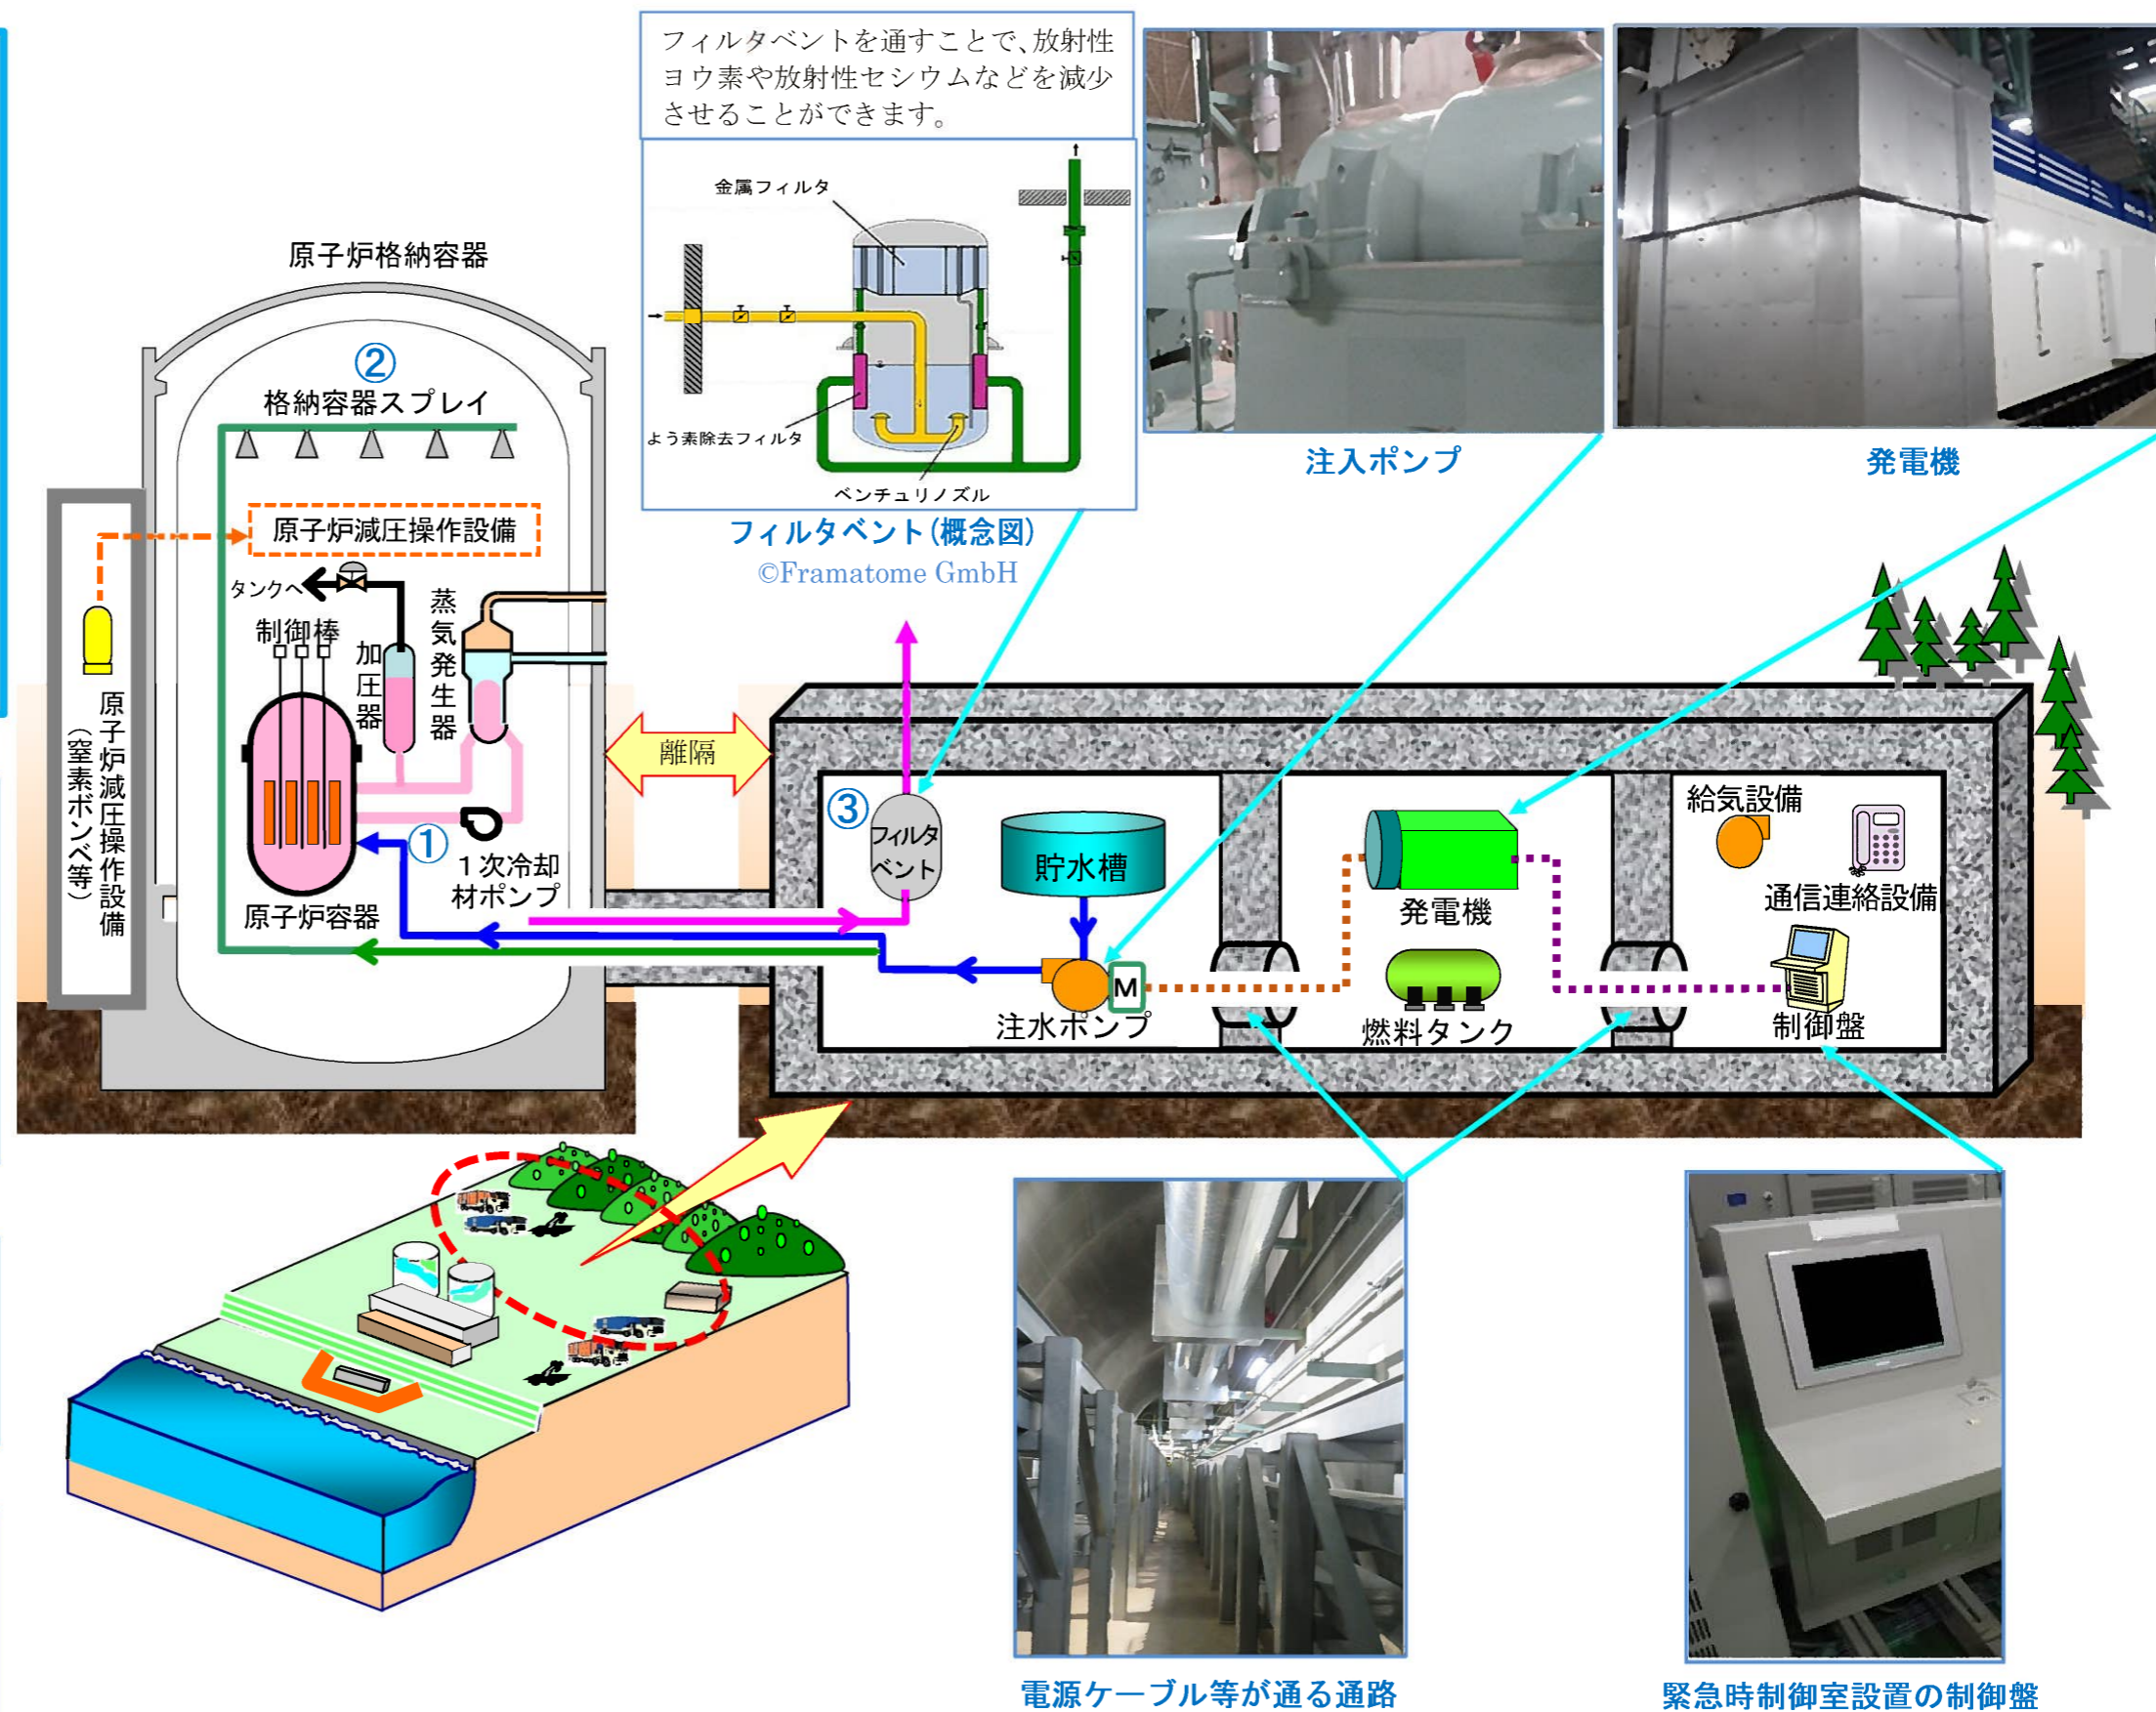 フィルタベントを通すことで、放射性
ヨウ素や放射性セシウムなどを減少
させることができます。
金属フィルタ
よう素除去フィルタ
ベンチュリノズル
フィルタベント(概念図)
©Framatome GmbH
注入ポンプ
発電機
原子炉格納容器
②
格納容器スプレイ
原子炉減圧操作設備
タンクへ
制御棒
加圧器
蒸気発生器
原子炉減圧操作設備
(窒素ボンベ等)
①
1次冷却
材ポンプ
原子炉容器
離隔
③
フィルタ
ベント
貯水槽
M
注水ポンプ
発電機
燃料タンク
給気設備
通信連絡設備
制御盤
電源ケーブル等が通る通路
緊急時制御室設置の制御盤